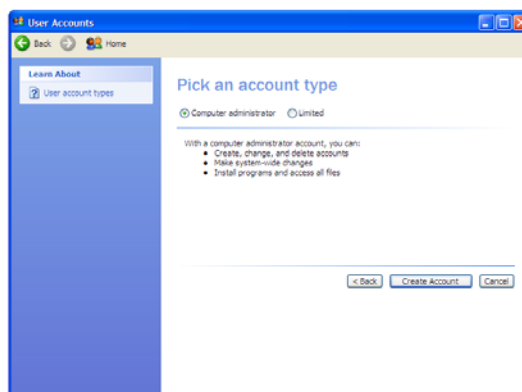 User Accounts
Back Home
Learn About
User account types
Pick an account type
Computer administrator Limited
With a computer administrator account, you can:
Create, change, and delete accounts
Make system-wide changes
Install programs and access all files
< Back Create Account Cancel